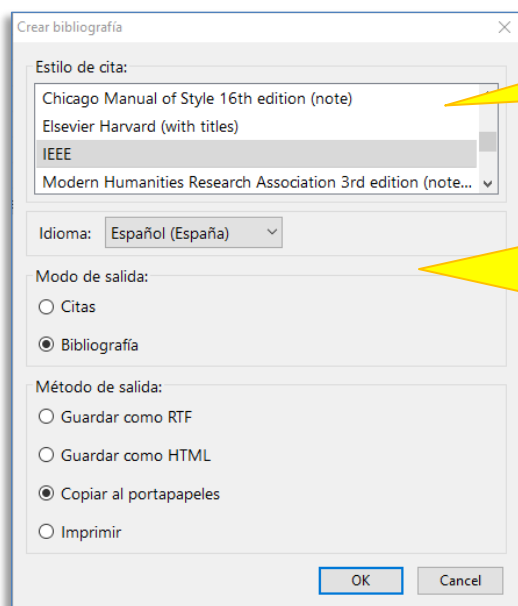 Crear bibliografía
Estilo de cita:
Chicago Manual of Style 16th edition (note)
Elsevier Harvard (with titles)
IEEE
Modern Humanities Research Association 3rd edition (note...
Idioma: Español (España)
Modo de salida:
Citas
Bibliografía
Método de salida:
Guardar como RTF
Guardar como HTML
Copiar al portapapeles
Imprimir
OK Cancel